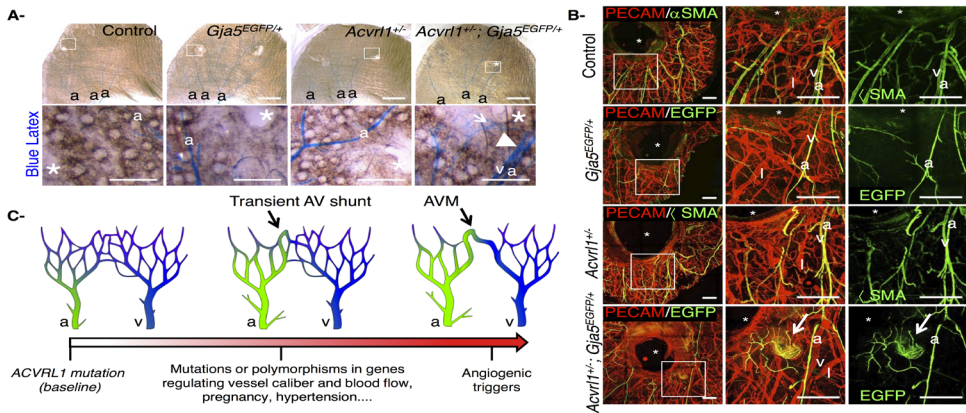 A-
Control
Gja5EGFP/+
Acvrl1+/-
Acvrl1+/-; Gja5EGFP/+
a a a
a a a
a a
a a
Blue Latex
* a
a *
a *
* v a
C-
Transient AV shunt
AVM
a v
a v
a v
ACVRL1 mutation
(baseline)
Mutations or polymorphisms in genes
regulating vessel caliber and blood flow,
pregnancy, hypertension....
Angiogenic
triggers
B-
Control
PECAM/αSMA
*
*
l v a
v a
〈 SMA
Gja5EGFP/+
PECAM/EGFP
*
*
l a
a
EGFP
Acvrl1+/-
PECAM/〈 SMA
*
*
*
a v l
a v
〈 SMA
Acvrl1+/-; Gja5EGFP/+
PECAM/EGFP
*
*
a v l
a
EGFP